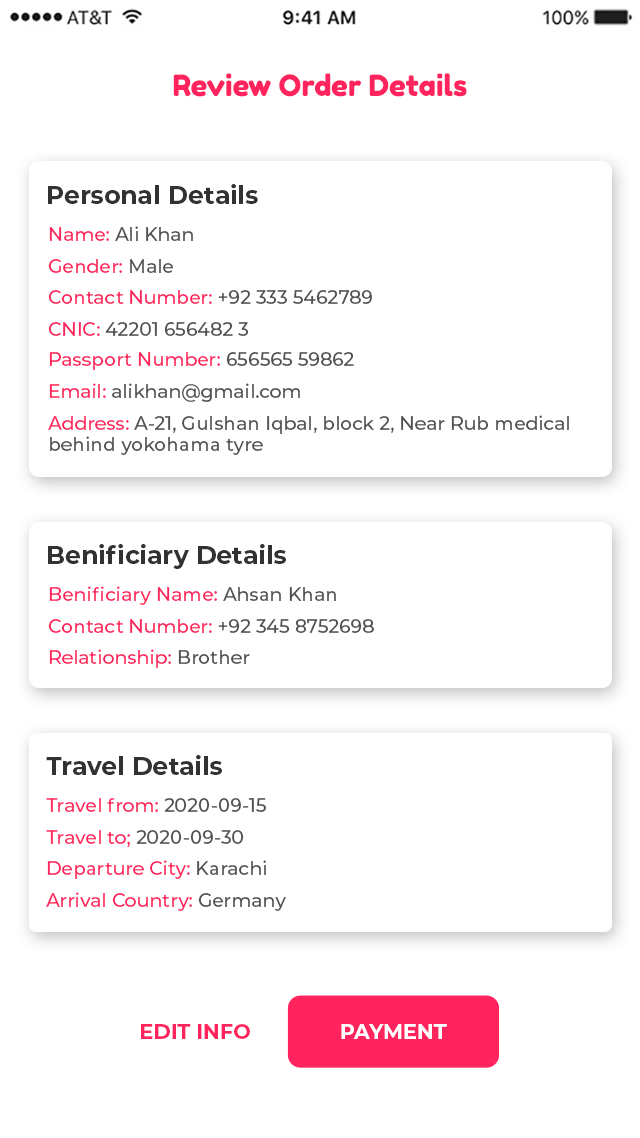 AT&T 9:41 AM 100%
Review Order Details
Personal Details
Name: Ali Khan
Gender: Male
Contact Number: +92 333 5462789
CNIC: 42201 656482 3
Passport Number: 656565 59862
Email: alikhan@gmail.com
Address: A-21, Gulshan Iqbal, block 2, Near Rub medical
behind yokohama tyre
Benificiary Details
Benificiary Name: Ahsan Khan
Contact Number: +92 345 8752698
Relationship: Brother
Travel Details
Travel from: 2020-09-15
Travel to; 2020-09-30
Departure City: Karachi
Arrival Country: Germany
EDIT INFO PAYMENT